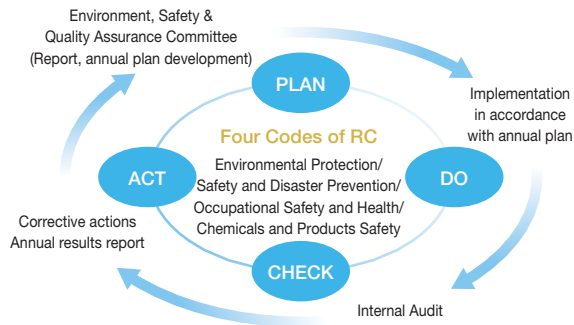 Environment, Safety &
Quality Assurance Committee
(Report, annual plan development)
PLAN
Implementation
in accordance
with annual plan
Four Codes of RC
Environmental Protection/
Safety and Disaster Prevention/
Occupational Safety and Health/
Chemicals and Products Safety
ACT
DO
Corrective actions
Annual results report
CHECK
Internal Audit